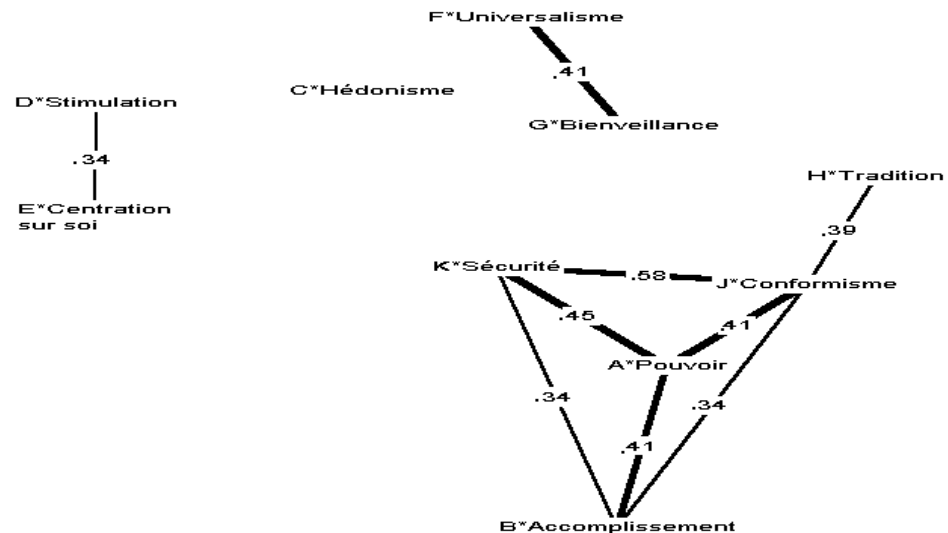 F*Universalisme
.41
C*Hédonisme
D*Stimulation
G*Bienveillance
.34
H*Tradition
E*Centration
sur soi
.39
K*Sécurité
.58
J*Conformisme
.45
.41
A*Pouvoir
.34
.34
.41
B*Accomplissement